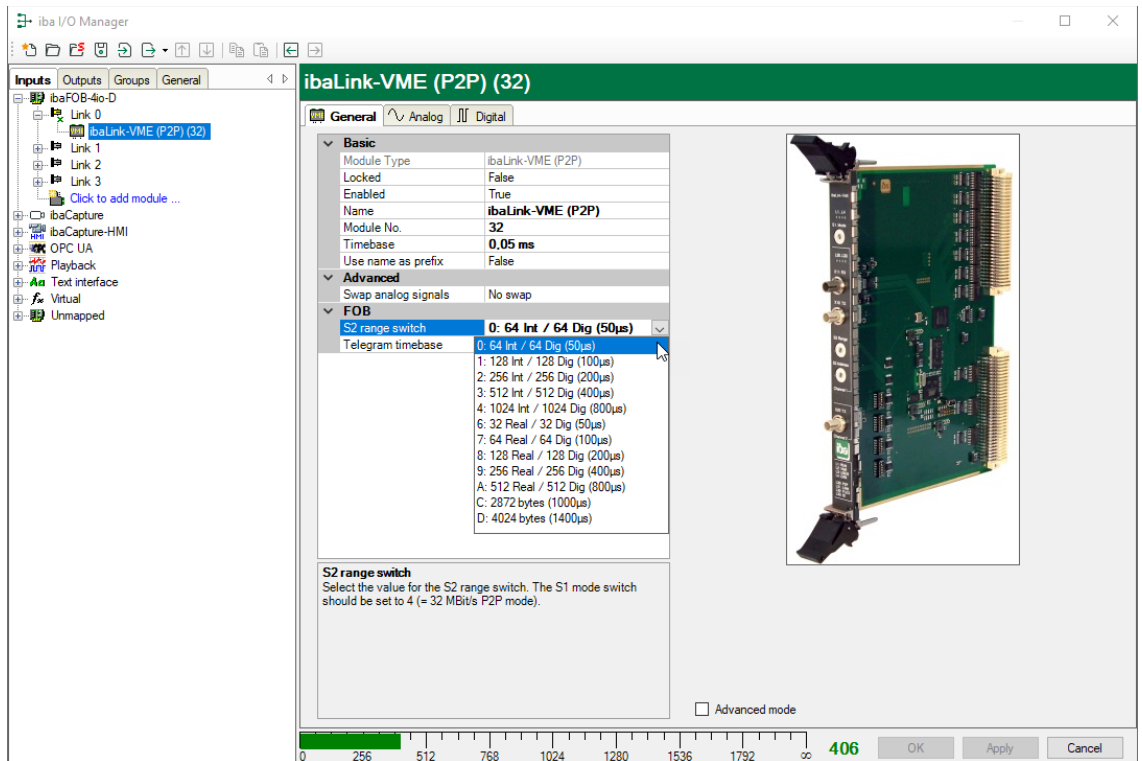 iba I/O Manager
Inputs Outputs Groups General
ibaFOB-4io-D
Link 0
ibaLink-VME (P2P) (32)
Link 1
Link 2
Link 3
Click to add module ...
ibaCapture
ibaCapture-HMI
OPC UA
Playback
Text interface
Virtual
Unmapped
ibaLink-VME (P2P) (32)
General Analog Digital
Basic
Module Type ibaLink-VME (P2P)
Locked False
Enabled True
Name ibaLink-VME (P2P)
Module No. 32
Timebase 0,05 ms
Use name as prefix False
Advanced
Swap analog signals No swap
FOB
S2 range switch 0: 64 Int / 64 Dig (50µs)
Telegram timebase
0: 64 Int / 64 Dig (50µs)
1: 128 Int / 128 Dig (100µs)
2: 256 Int / 256 Dig (200µs)
3: 512 Int / 512 Dig (400µs)
4: 1024 Int / 1024 Dig (800µs)
6: 32 Real / 32 Dig (50µs)
7: 64 Real / 64 Dig (100µs)
8: 128 Real / 128 Dig (200µs)
9: 256 Real / 256 Dig (400µs)
A: 512 Real / 512 Dig (800µs)
C: 2872 bytes (1000µs)
D: 4024 bytes (1400µs)
S2 range switch
Select the value for the S2 range switch. The S1 mode switch
should be set to 4 (= 32 MBit/s P2P mode).
iba
Advanced mode
0 256 512 768 1024 1280 1536 1792 ∞
406
OK Apply Cancel